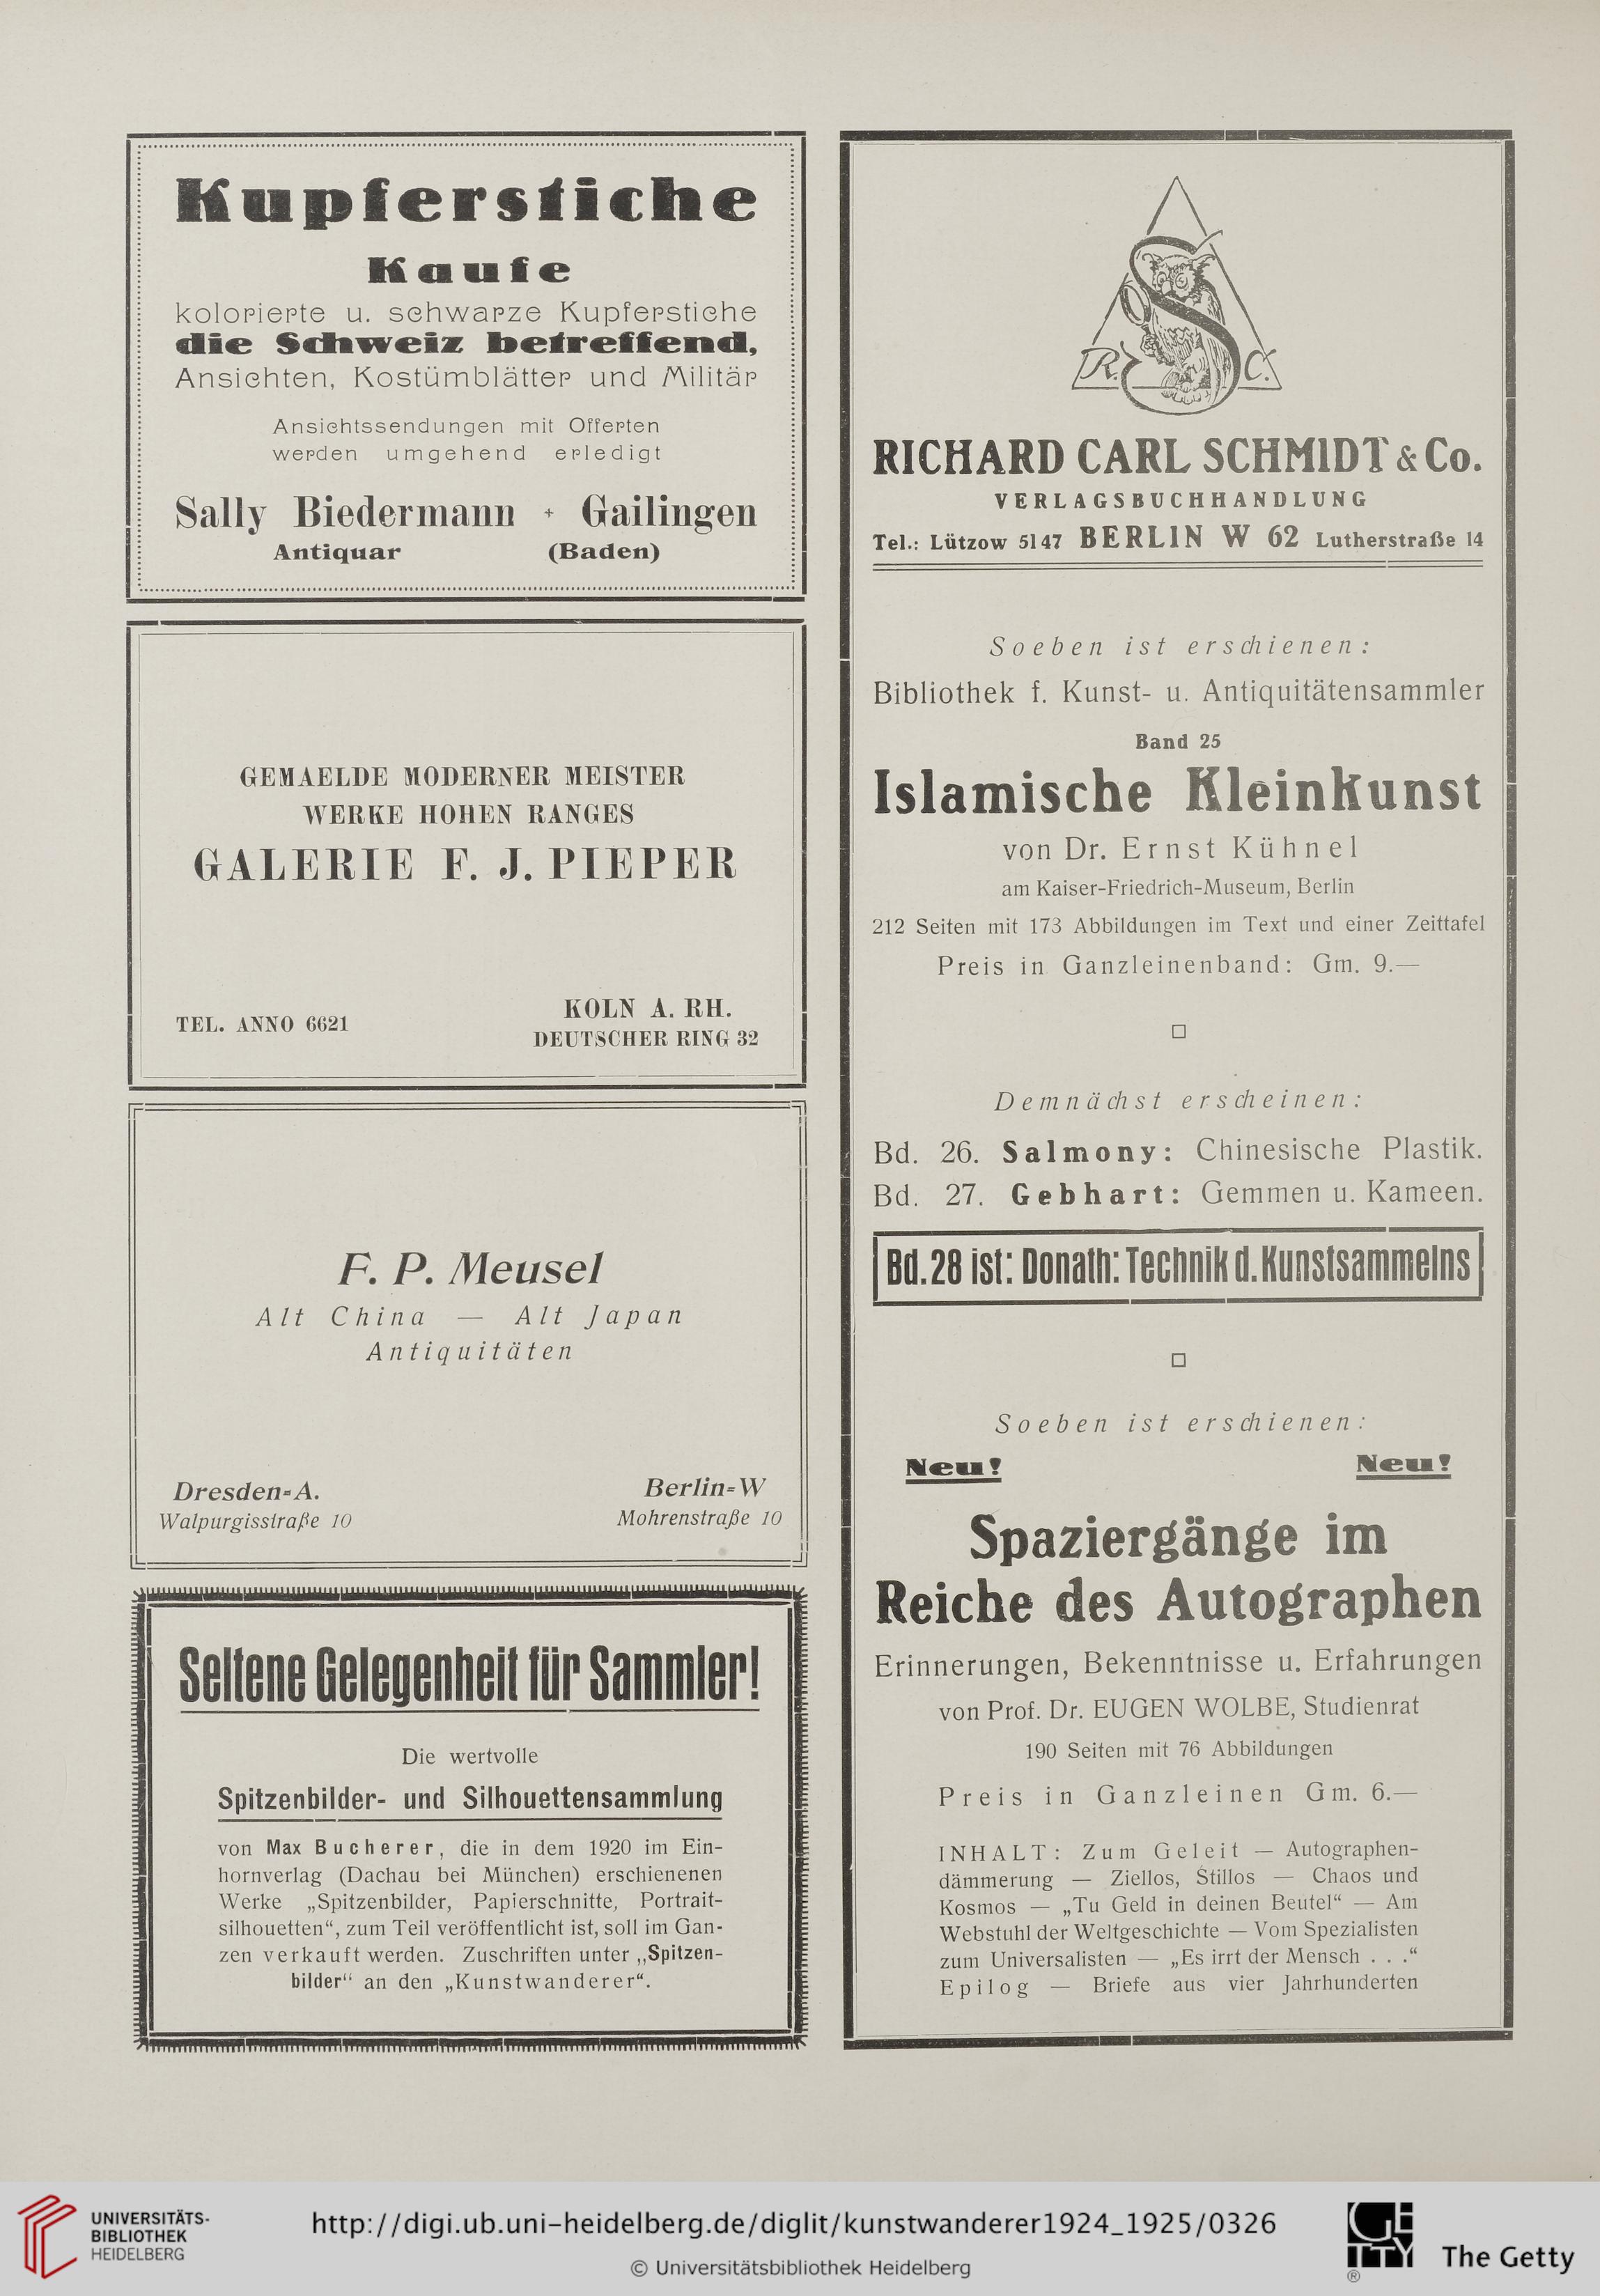 Kupferstiche
Kaufe
kolorierte u. schwarze Kupferstiche
die Schweiz betreffend,
Ansichten, Kostümblätter und Militär
Ansichtssendungen mit Offerten
werden umgehend erledigt
Sally Biedermann + Gailingen
Antiquar (Baden)
GEMAELDE MODERNER MEISTER
WERKE HOHEN RANGES
GALERIE F. J. PIEPER
KOLN A. RH.
TEL. ANNO 6621
DEUTSCHER RING 32
F. P. Meusel
Alt China — Alt Japan
Antiquitäten
Dresden-A. Berlin-W
Walpurgisstraße 10 Mohrenstraße 10
Seltene Gelegenheit für Sammler!
Die wertvolle
Spitzenbilder- und Silhouettensammlung
von Max Bucherer, die in dem 1920 im Ein-
hornverlag (Dachau bei München) erschienenen
Werke „Spitzenbilder, Papierschnitte, Portrait-
silhouetten“, zum Teil veröffentlicht ist, soll im Gan-
zen verkauft werden. Zuschriften unter „Spitzen-
bilder“ an den „Kunstwanderer“.
R. S C.
RICHARD CARL SCHMIDT & Co.
VERLAGSBUCHHANDLUNG
Tel.: Lützow 5147 BERLIN W 62 Lutherstraße 14
Soeben ist erschienen:
Bibliothek f. Kunst- u. Antiquitätensammler
Band 25
Islamische Kleinkunst
von Dr. Ernst Kühnel
am Kaiser-Friedrich-Museum, Berlin
212 Seiten mit 173 Abbildungen im Text und einer Zeittafel
Preis in Ganzleinenband: Gm. 9.—
Demnächst erscheinen:
Bd. 26. Salmony: Chinesische Plastik.
Bd. 27. Gebhart: Gemmen u. Kameen.
Bd. 28 ist: Donath: Technik d. Kunstsammelns
Soeben ist erschienen:
Neu! Neu!
Spaziergänge im
Reiche des Autographen
Erinnerungen, Bekenntnisse u. Erfahrungen
von Prof. Dr. EUGEN WOLBE, Studienrat
190 Seiten mit 76 Abbildungen
Preis in Ganzleinen Gm. 6.—
INHALT: Zum Geleit — Autographen-
dämmerung — Ziellos, Stillos — Chaos und
Kosmos — „Tu Geld in deinen Beutel“ — Am
Webstuhl der Weltgeschichte — Vom Spezialisten
zum Universalisten — „Es irrt der Mensch . . .“
Epilog — Briefe aus vier Jahrhunderten
UNIVERSITÄTS-
BIBLIOTHEK
HEIDELBERG
http://digi.ub.uni-heidelberg.de/diglit/kunstwanderer1924_1925/0326
© Universitätsbibliothek Heidelberg
GETTY
®
The Getty